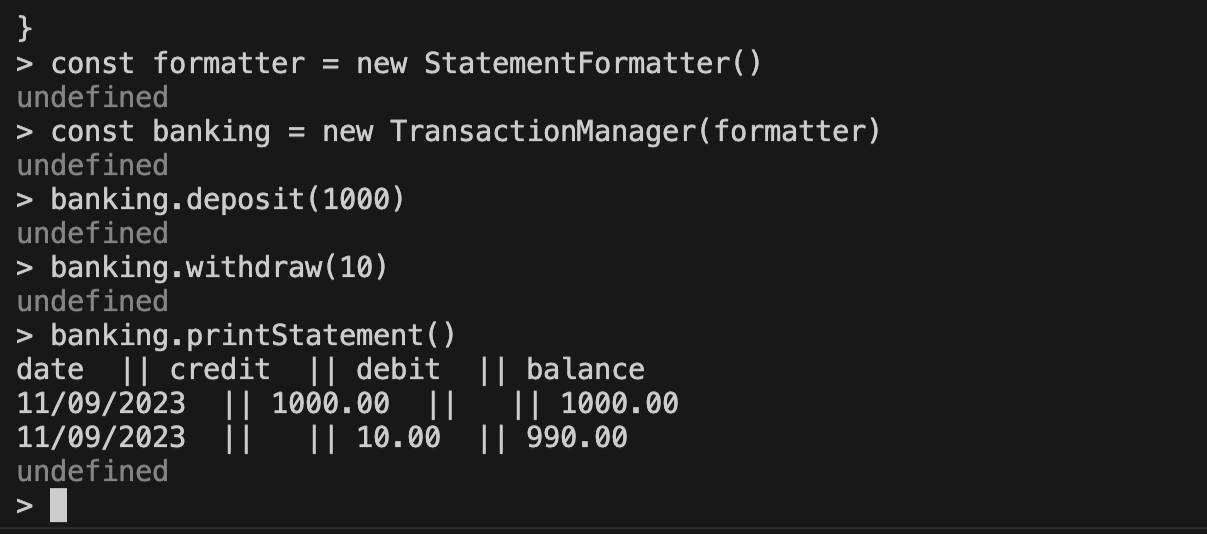 }
> const formatter = new StatementFormatter()
undefined
> const banking = new TransactionManager(formatter)
undefined
> banking.deposit(1000)
undefined
> banking.withdraw(10)
undefined
> banking.printStatement()
date  || credit  || debit  || balance
11/09/2023  || 1000.00  ||   || 1000.00
11/09/2023  ||   || 10.00  || 990.00
undefined
>